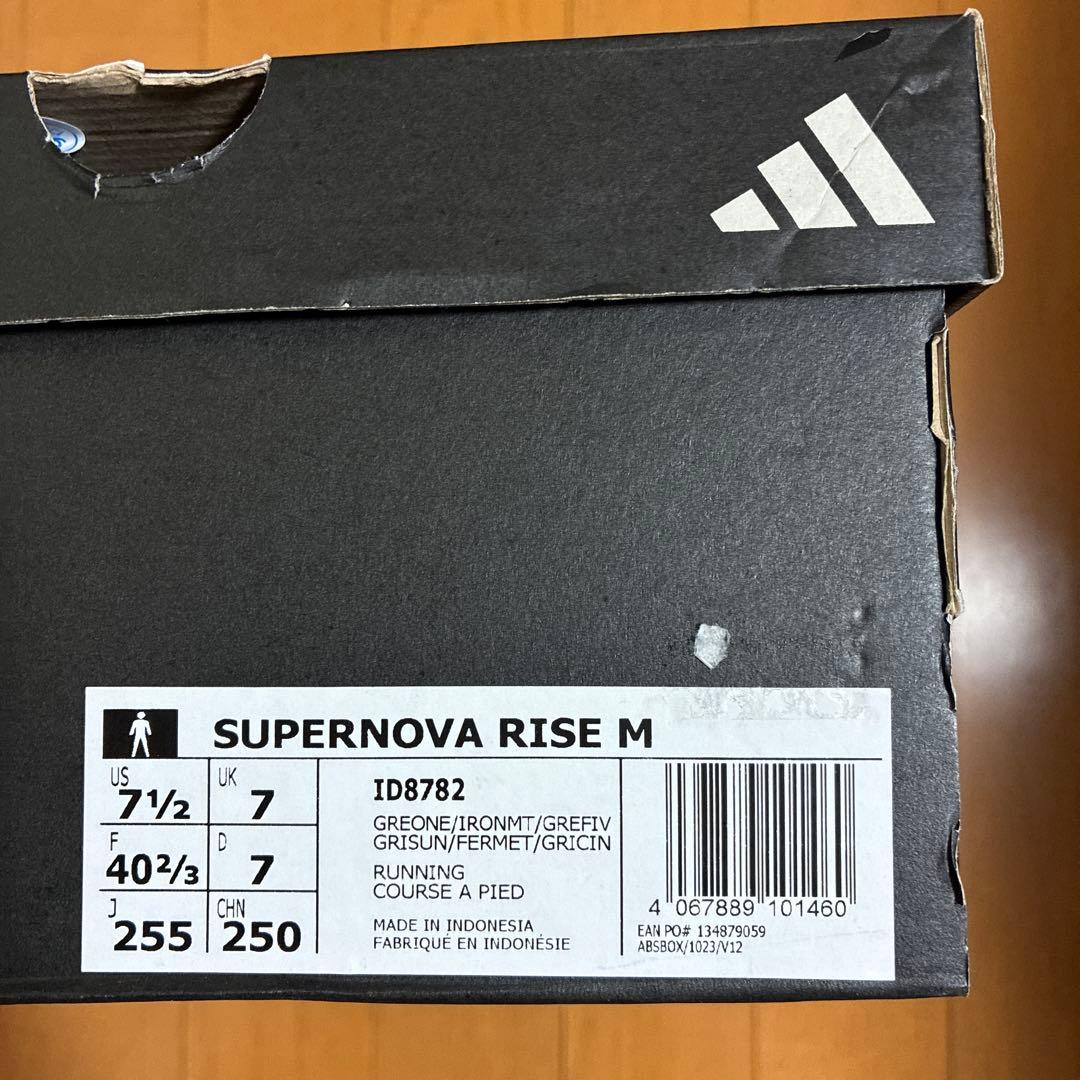 SUPERNOVA RISE M
US
7½
UK
7
F
40⅔
D
7
J
255
CHN
250
ID8782
GREONE/IRONMT/GREFIV
GRISUN/FERMET/GRICIN
RUNNING
COURSE A PIED
MADE IN INDONESIA
FABRIQUÉ EN INDONÉSIE
4 067889 101460
EAN PO# 134879059
ABSBOX/1023/V12